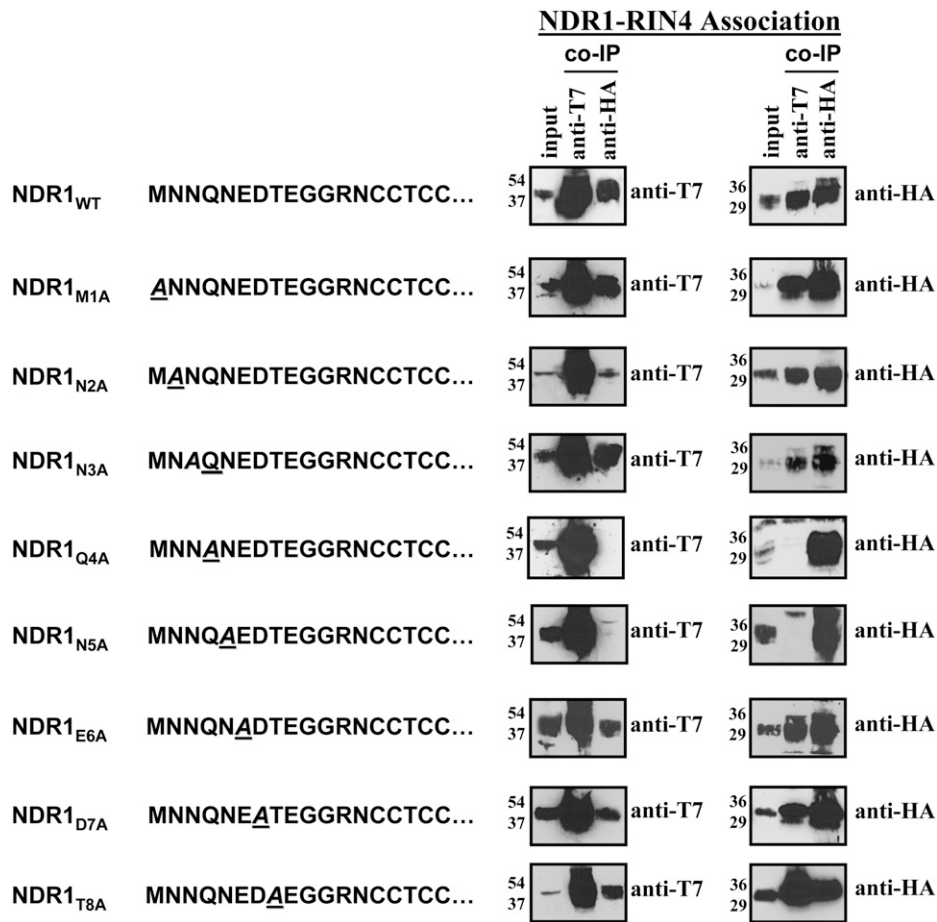 NDR1-RIN4 Association
co-IP co-IP
input anti-T7 anti-HA input anti-T7 anti-HA
NDR1WT MNNQNEDTEGGRNCCTCC... 54 37 anti-T7 36 29 anti-HA
NDR1M1A ANNQNEDTEGGRNCCTCC... 54 37 anti-T7 36 29 anti-HA
NDR1N2A MANQNEDTEGGRNCCTCC... 54 37 anti-T7 36 29 anti-HA
NDR1N3A MNAQNEDTEGGRNCCTCC... 54 37 anti-T7 36 29 anti-HA
NDR1Q4A MNNANEDTEGGRNCCTCC... 54 37 anti-T7 36 29 anti-HA
NDR1N5A MNNQAEDTEGGRNCCTCC... 54 37 anti-T7 36 29 anti-HA
NDR1E6A MNNQNADTEGGRNCCTCC... 54 37 anti-T7 36 29 anti-HA
NDR1D7A MNNQNEATEGGRNCCTCC... 54 37 anti-T7 36 29 anti-HA
NDR1T8A MNNQNEDAEGGRNCCTCC... 54 37 anti-T7 36 29 anti-HA